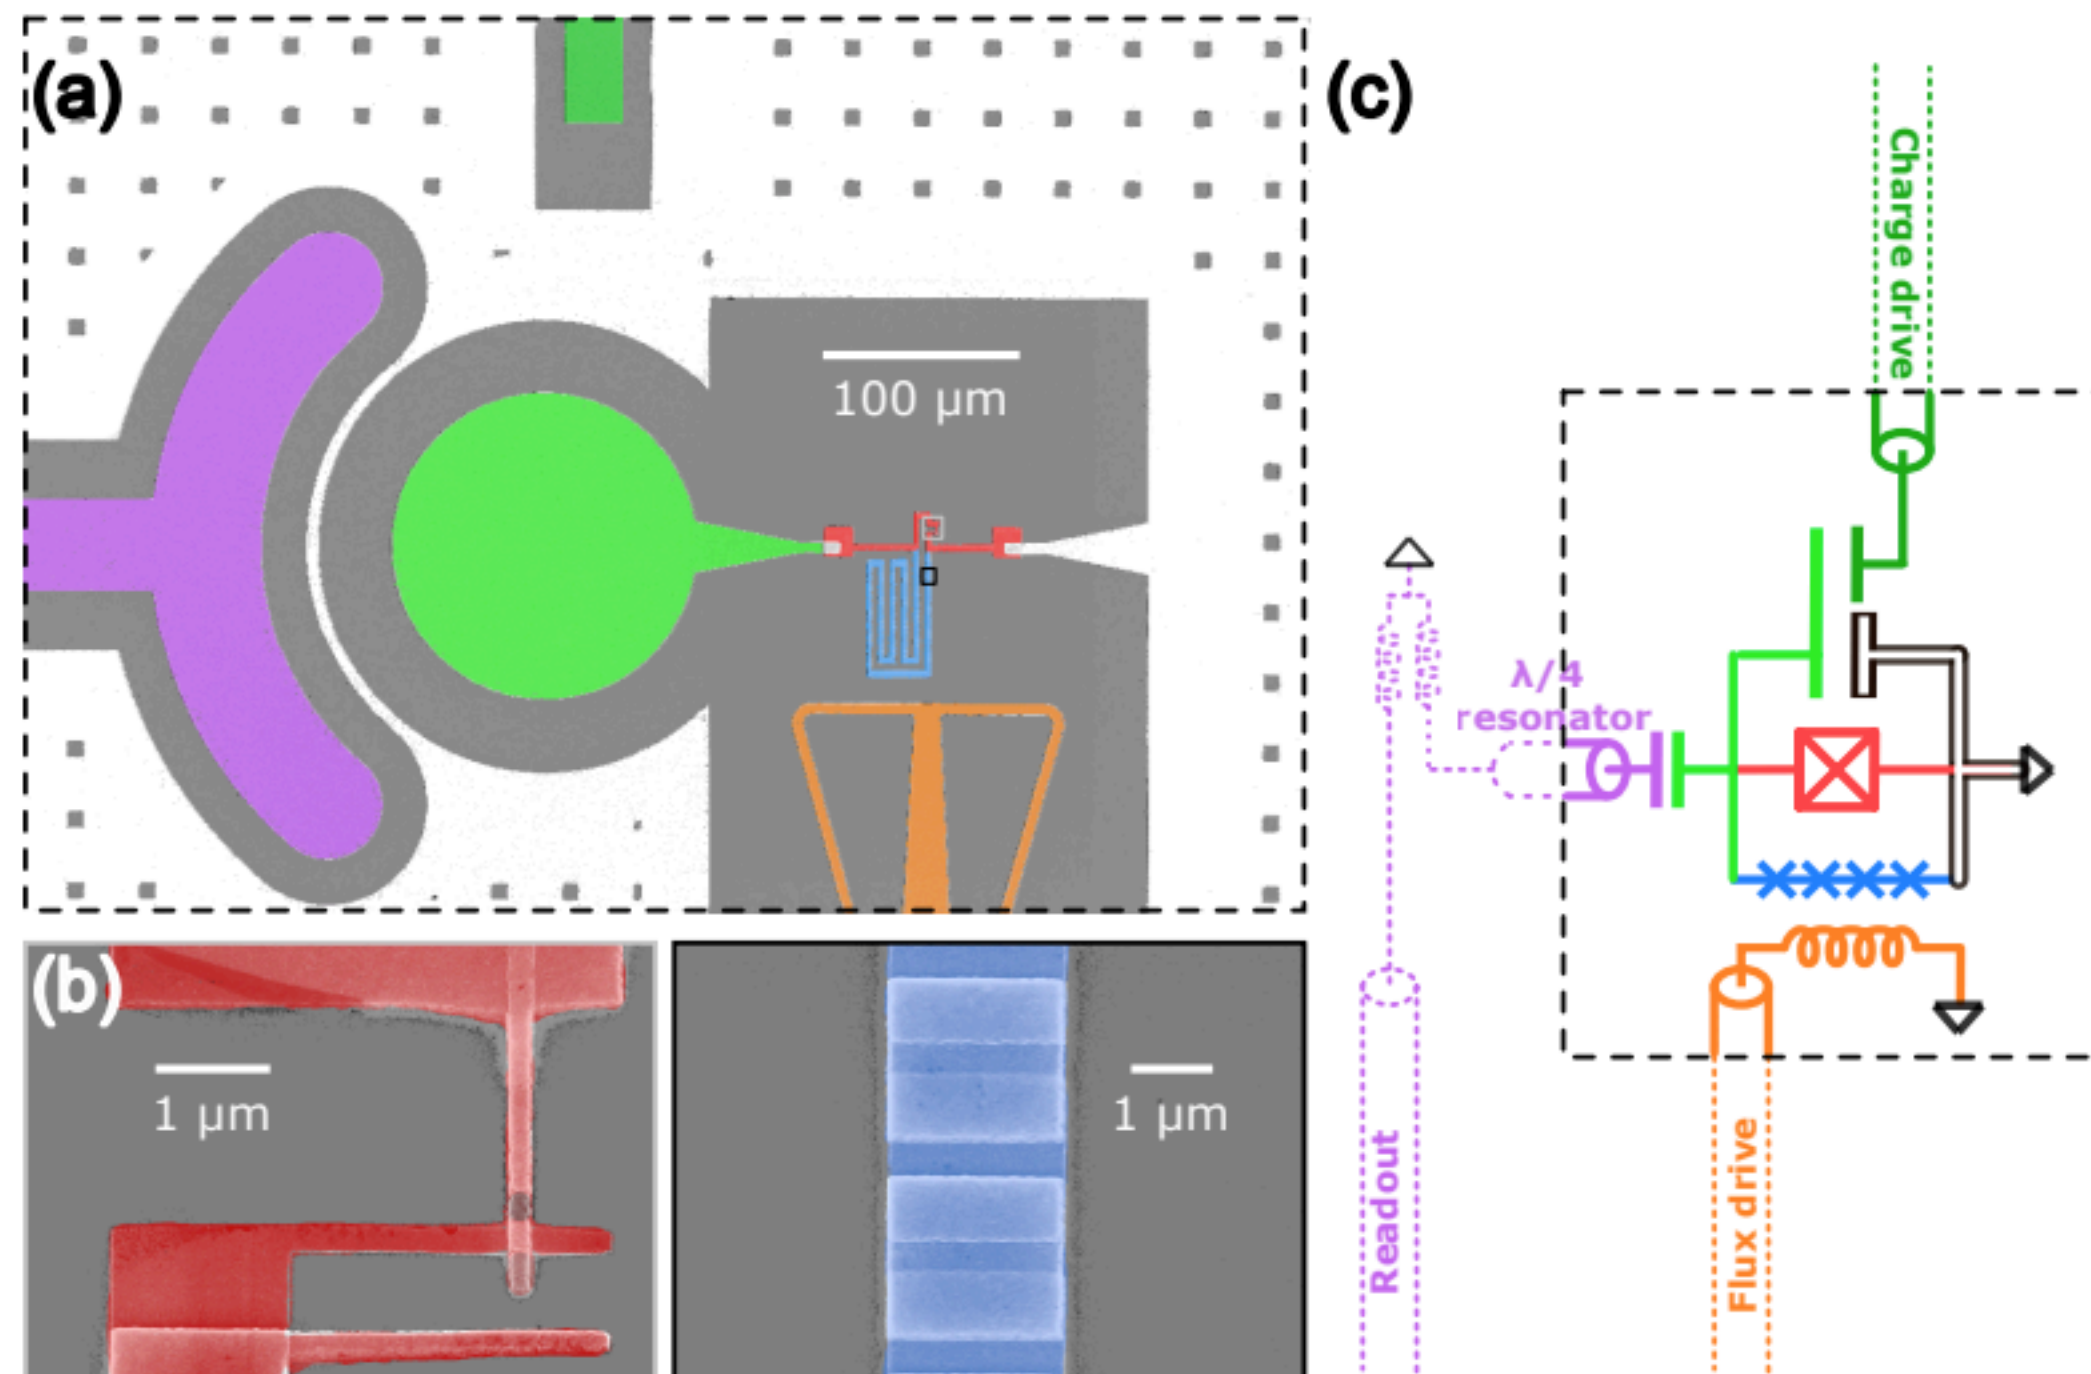 (a)
100 μm
(b)
1 μm
1 μm
(c)
Charge drive
λ/4
resonator
Readout
Flux drive